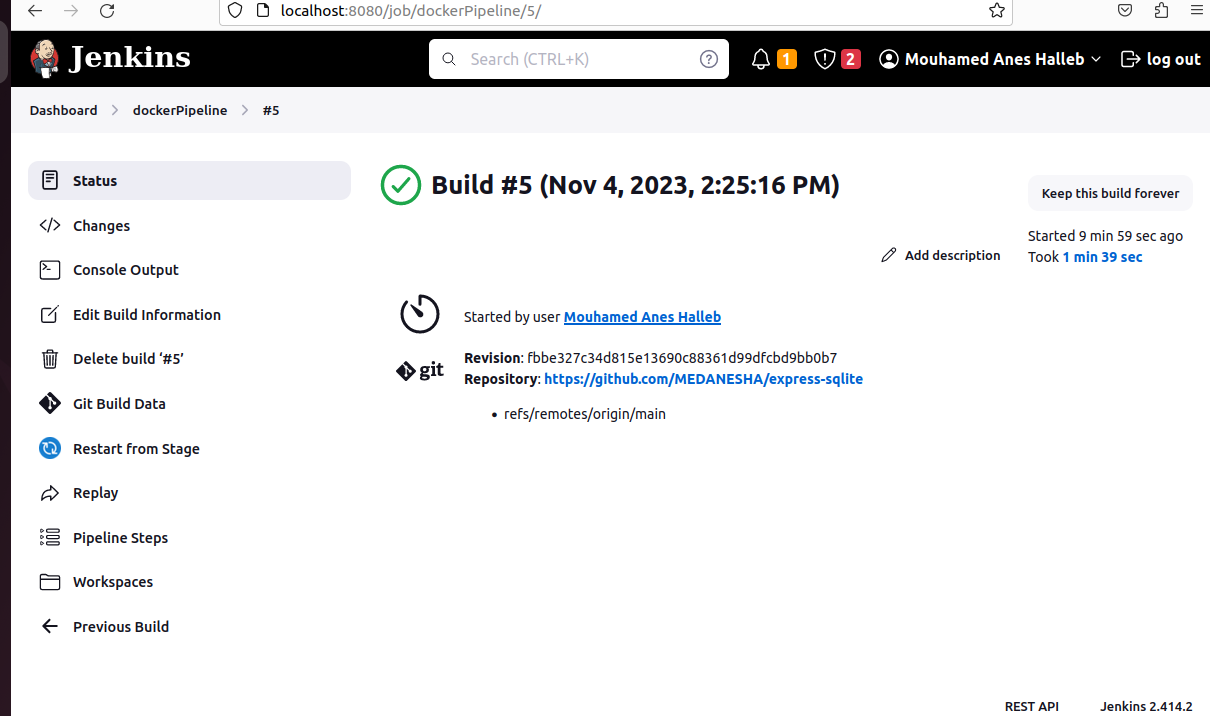 localhost:8080/job/dockerPipeline/5/
Jenkins
Search (CTRL+K)
?
1
2
Mouhamed Anes Halleb
log out
Dashboard
dockerPipeline
#5
Status
Changes
Console Output
Edit Build Information
Delete build ‘#5’
Git Build Data
Restart from Stage
Replay
Pipeline Steps
Workspaces
Previous Build
Build #5 (Nov 4, 2023, 2:25:16 PM)
Keep this build forever
Started 9 min 59 sec ago
Took 1 min 39 sec
Add description
Started by user Mouhamed Anes Halleb
git
Revision: fbbe327c34d815e13690c88361d99dfcbd9bb0b7
Repository: https://github.com/MEDANESHA/express-sqlite
• refs/remotes/origin/main
REST API
Jenkins 2.414.2